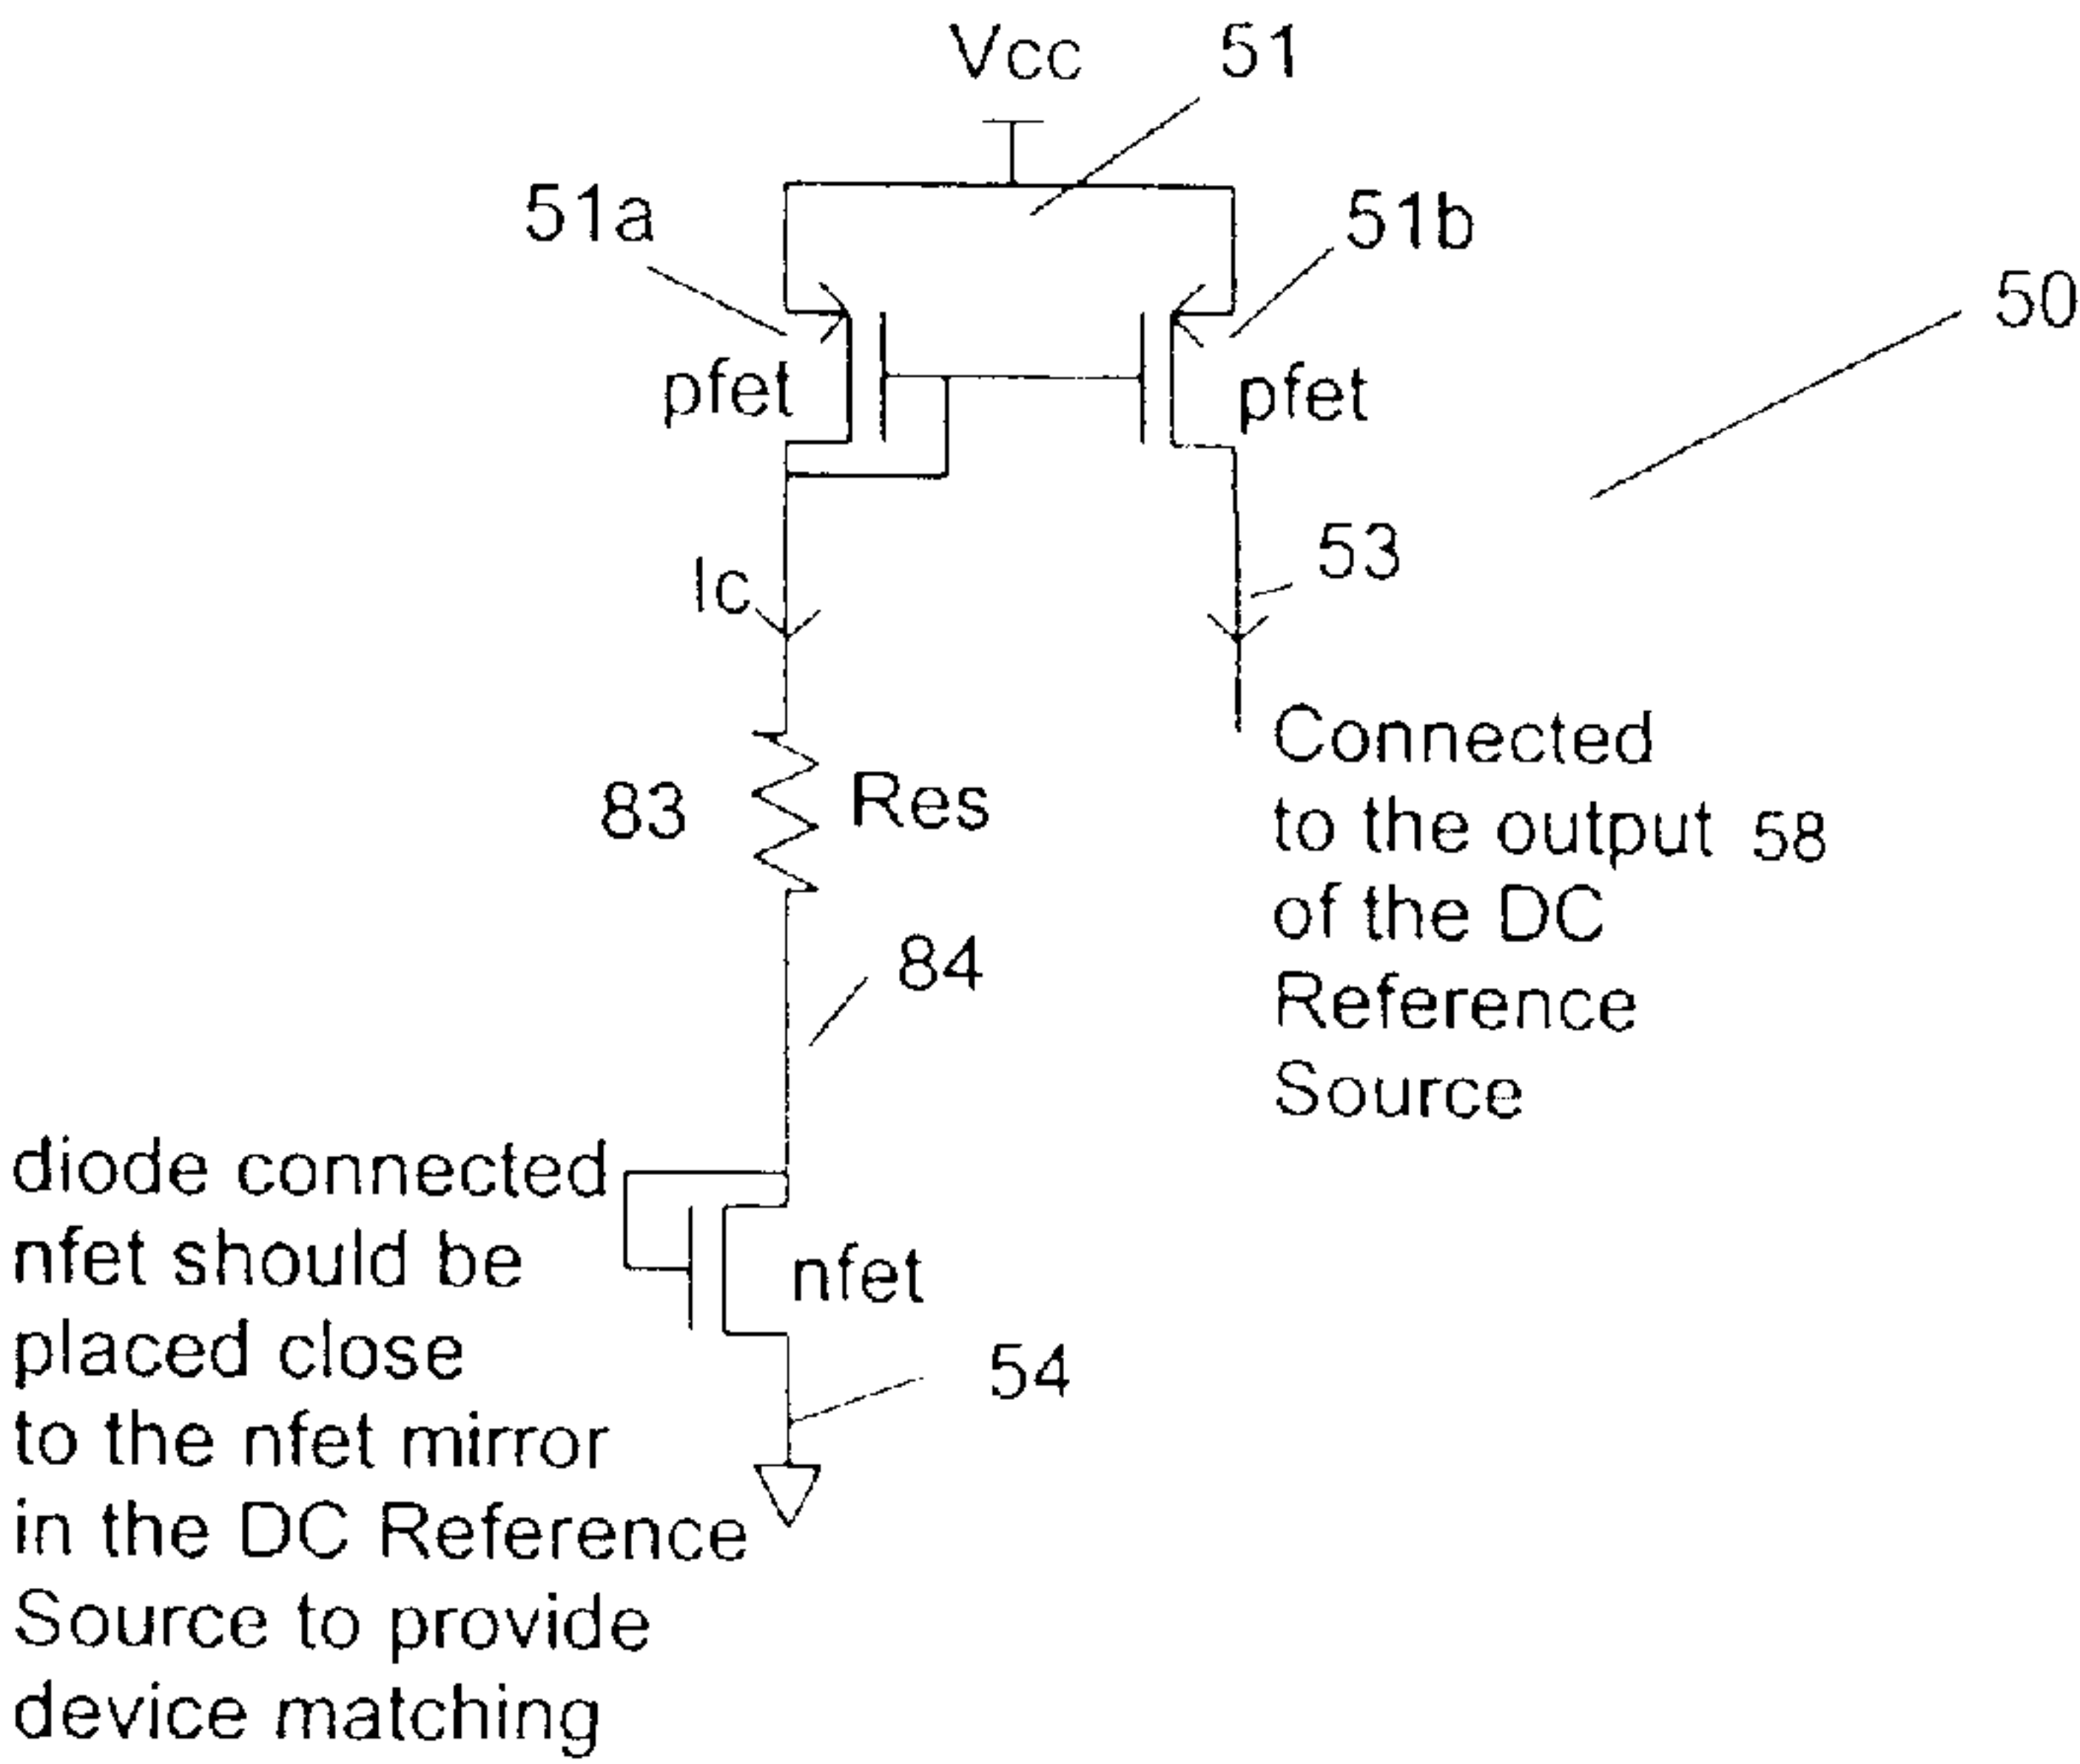 Vcc
51
51a
51b
50
pfet
pfet
53
Ic
Connected
to the output 58
of the DC
Reference
Source
83
Res
84
diode connected
nfet should be
placed close
to the nfet mirror
in the DC Reference
Source to provide
device matching
nfet
54